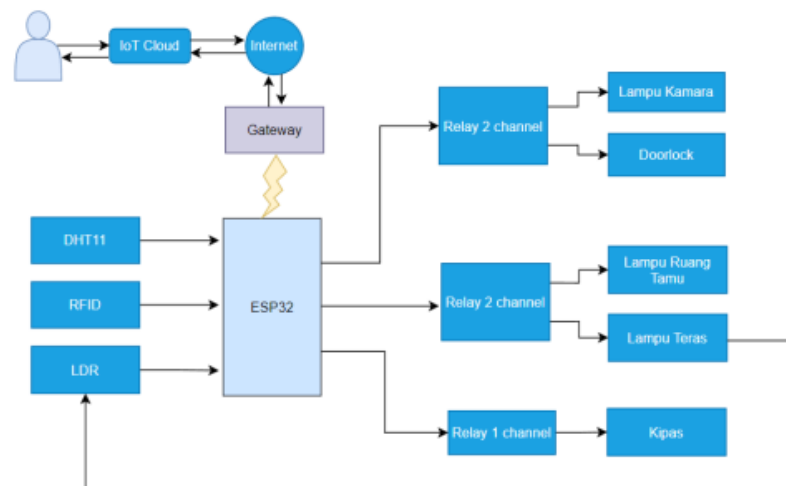 IoT Cloud
Internet
Gateway
Relay 2 channel
Lampu Kamara
Doorlock
DHT11
RFID
LDR
ESP32
Relay 2 channel
Lampu Ruang
Tamu
Lampu Teras
Relay 1 channel
Kipas